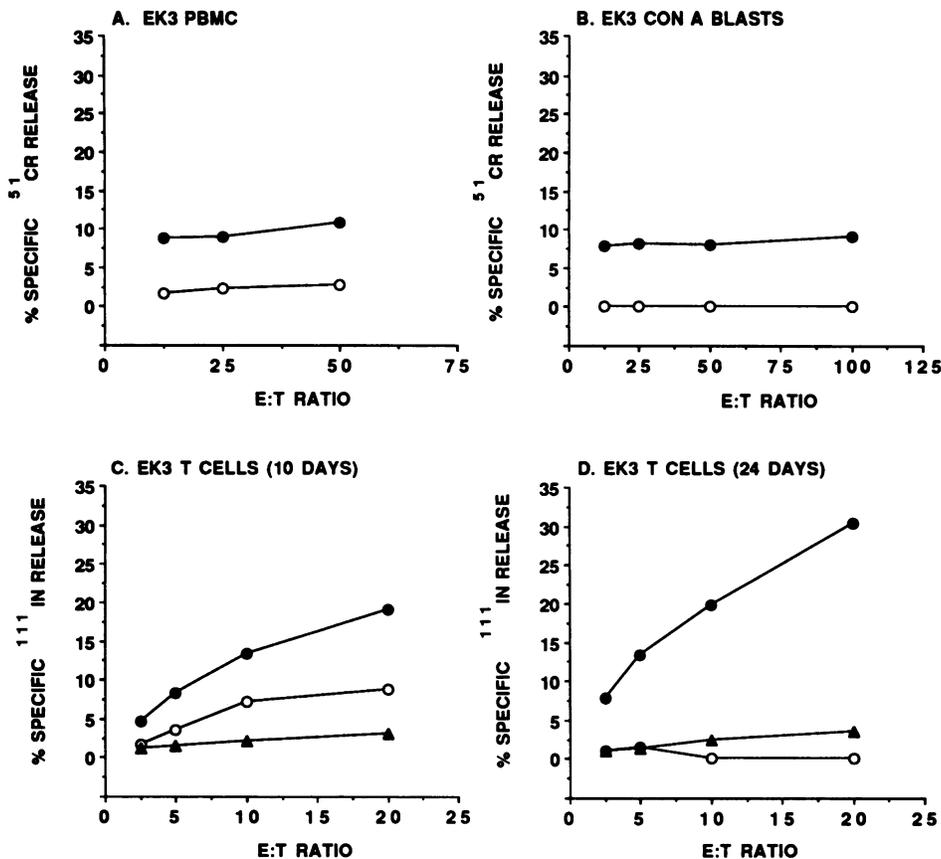 A. EK3 PBMC
35
30
25
20
15
10
5
0
% SPECIFIC 51 CR RELEASE
0 25 50 75
E:T RATIO
B. EK3 CON A BLASTS
35
30
25
20
15
10
5
0
% SPECIFIC 51 CR RELEASE
0 25 50 75 100 125
E:T RATIO
C. EK3 T CELLS (10 DAYS)
35
30
25
20
15
10
5
0
% SPECIFIC 111 IN RELEASE
0 5 10 15 20 25
E:T RATIO
D. EK3 T CELLS (24 DAYS)
35
30
25
20
15
10
5
0
% SPECIFIC 111 IN RELEASE
0 5 10 15 20 25
E:T RATIO